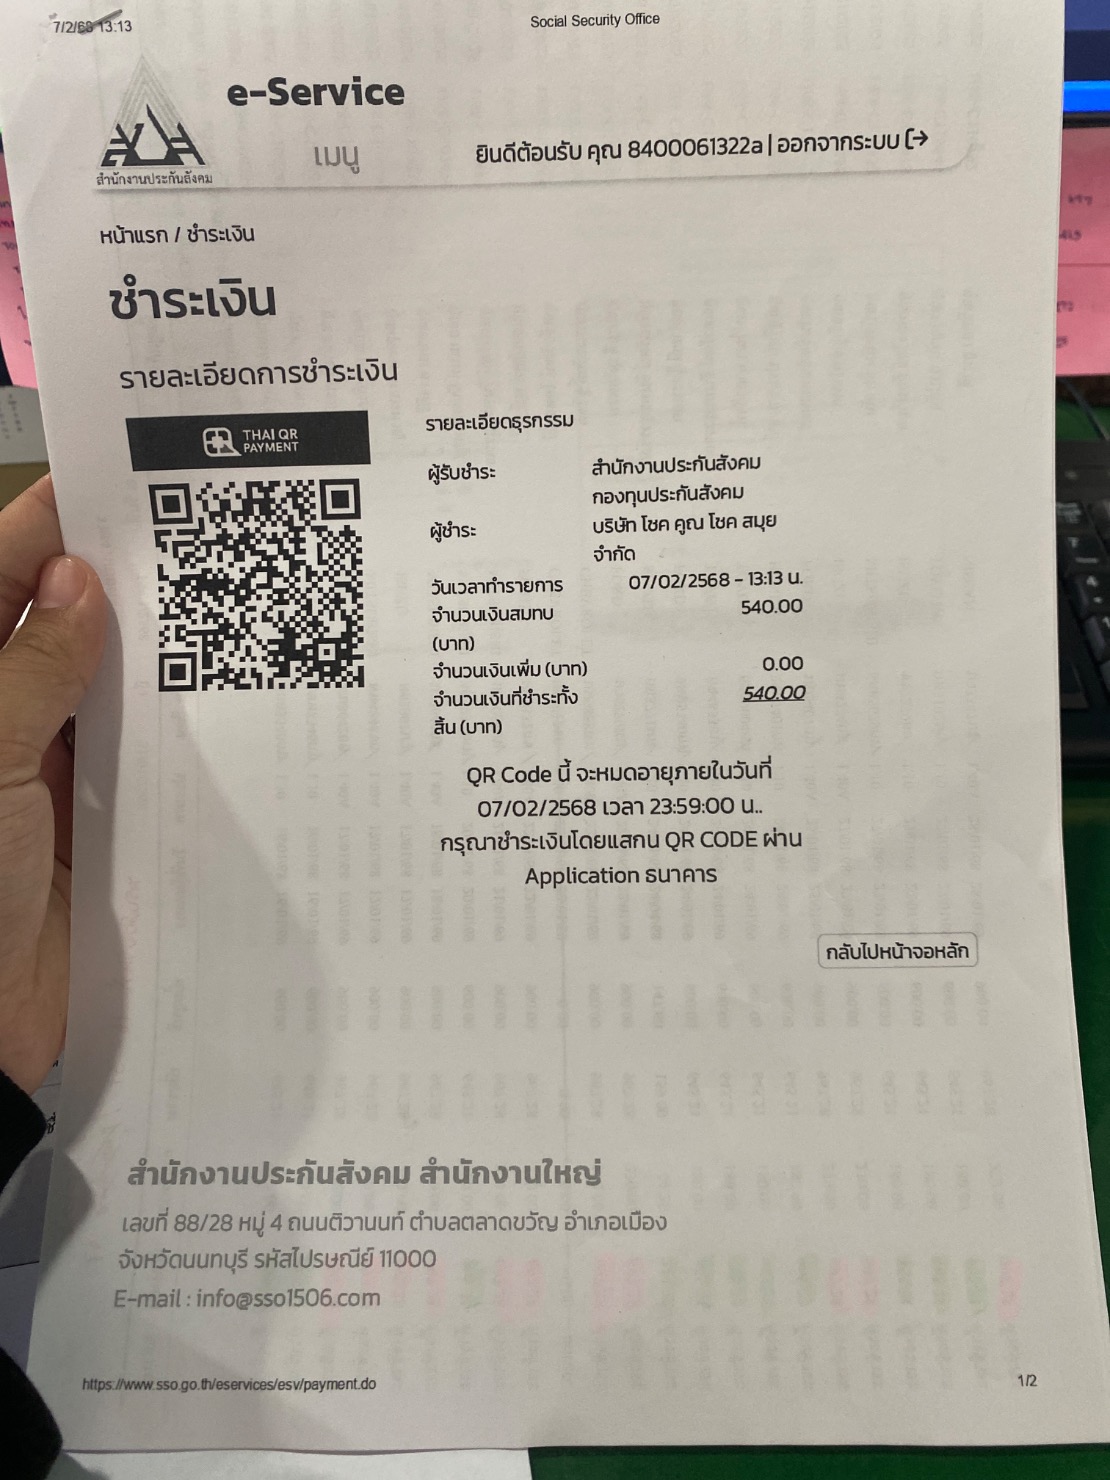 7/2/68 13:13
Social Security Office
e-Service
สำนักงานประกันสังคม
เมนู
ยินดีต้อนรับ คุณ 8400061322a | ออกจากระบบ
หน้าแรก / ชำระเงิน
ชำระเงิน
รายละเอียดการชำระเงิน
THAI QR
PAYMENT
รายละเอียดธุรกรรม
ผู้รับชำระ สำนักงานประกันสังคม
กองทุนประกันสังคม
ผู้ชำระ บริษัท โชค คูณ โชค สมุย
จำกัด
วันเวลาทำรายการ 07/02/2568 - 13:13 น.
จำนวนเงินสมทบ 540.00
(บาท)
จำนวนเงินเพิ่ม (บาท) 0.00
จำนวนเงินที่ชำระทั้ง 540.00
สิ้น (บาท)
QR Code นี้ จะหมดอายุภายในวันที่
07/02/2568 เวลา 23:59:00 น..
กรุณาชำระเงินโดยแสกน QR CODE ผ่าน
Application ธนาคาร
กลับไปหน้าจอหลัก
สำนักงานประกันสังคม สำนักงานใหญ่
เลขที่ 88/28 หมู่ 4 ถนนติวานนท์ ตำบลตลาดขวัญ อำเภอเมือง
จังหวัดนนทบุรี รหัสไปรษณีย์ 11000
E-mail : info@sso1506.com
https://www.sso.go.th/eservices/esv/payment.do
1/2